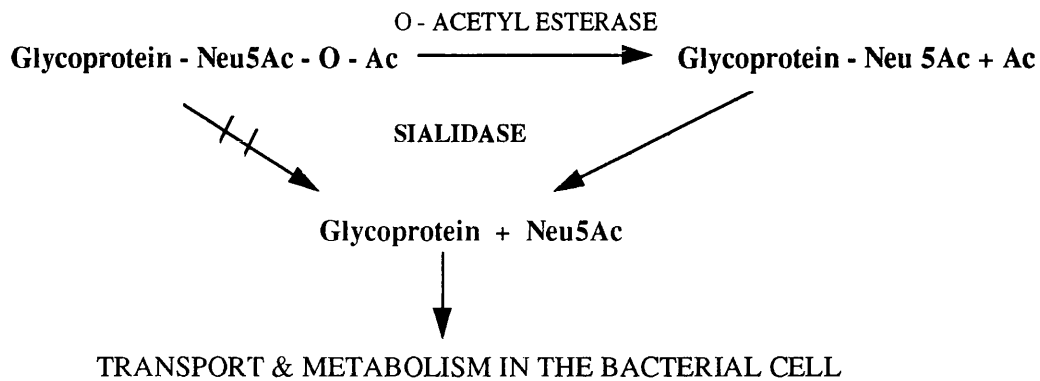 O - ACETYL ESTERASE
Glycoprotein - Neu5Ac - O - Ac
Glycoprotein - Neu 5Ac + Ac
SIALIDASE
Glycoprotein + Neu5Ac
TRANSPORT & METABOLISM IN THE BACTERIAL CELL